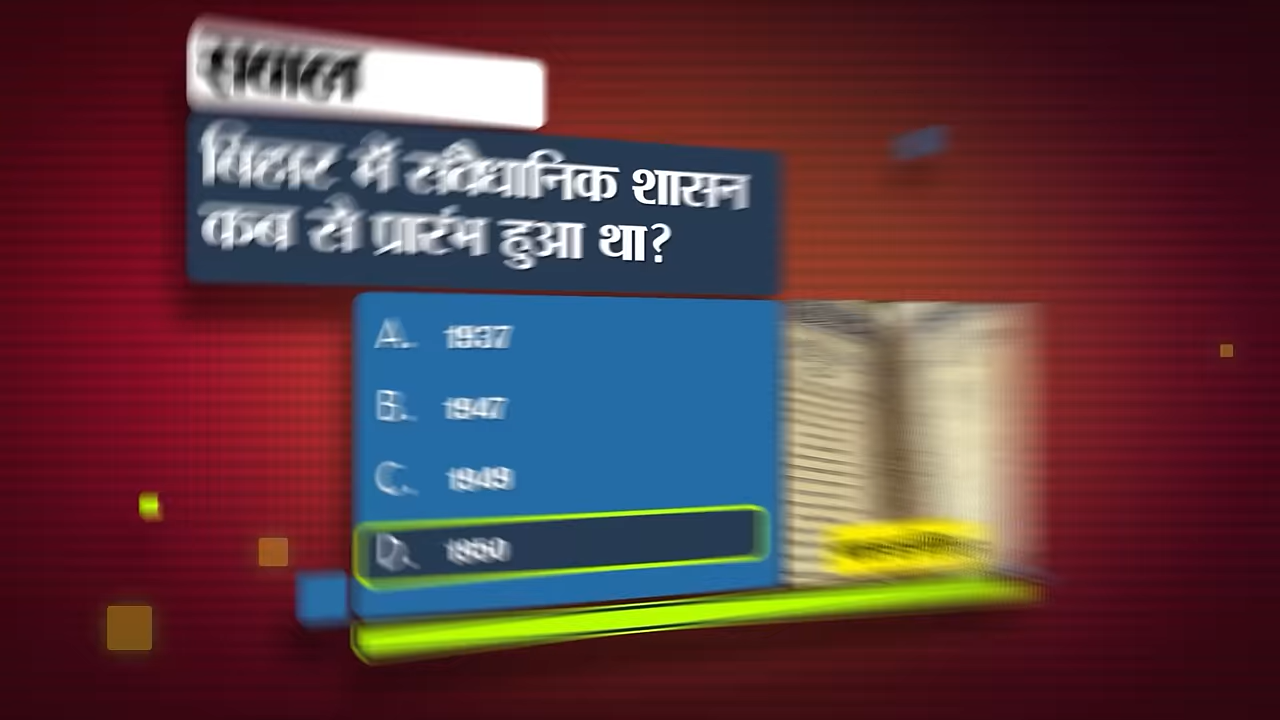 सवाल
बिहार में संवैधानिक शासन
कब से प्रारंभ हुआ था?
A. 1937
B. 1947
C. 1949
D. 1950